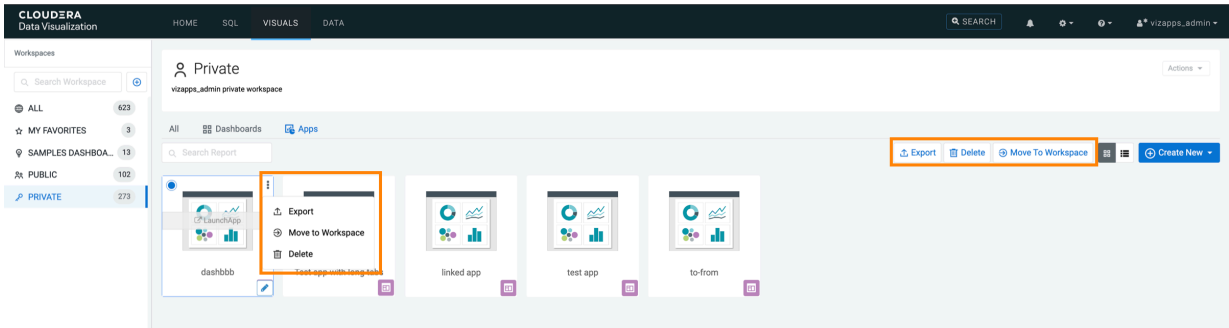 CLOUDERA
Data Visualization
HOME SQL VISUALS DATA
SEARCH
vizapps_admin
Workspaces
Search Workspace
ALL 623
MY FAVORITES 3
SAMPLES DASHBOA... 13
PUBLIC 102
PRIVATE 273
Private
vizapps_admin private workspace
Actions
All Dashboards Apps
Search Report
Export Delete Move To Workspace Create New
LaunchApp
Export
Move to Workspace
Delete
dashbbb Test app with long tabs linked app test app to-from